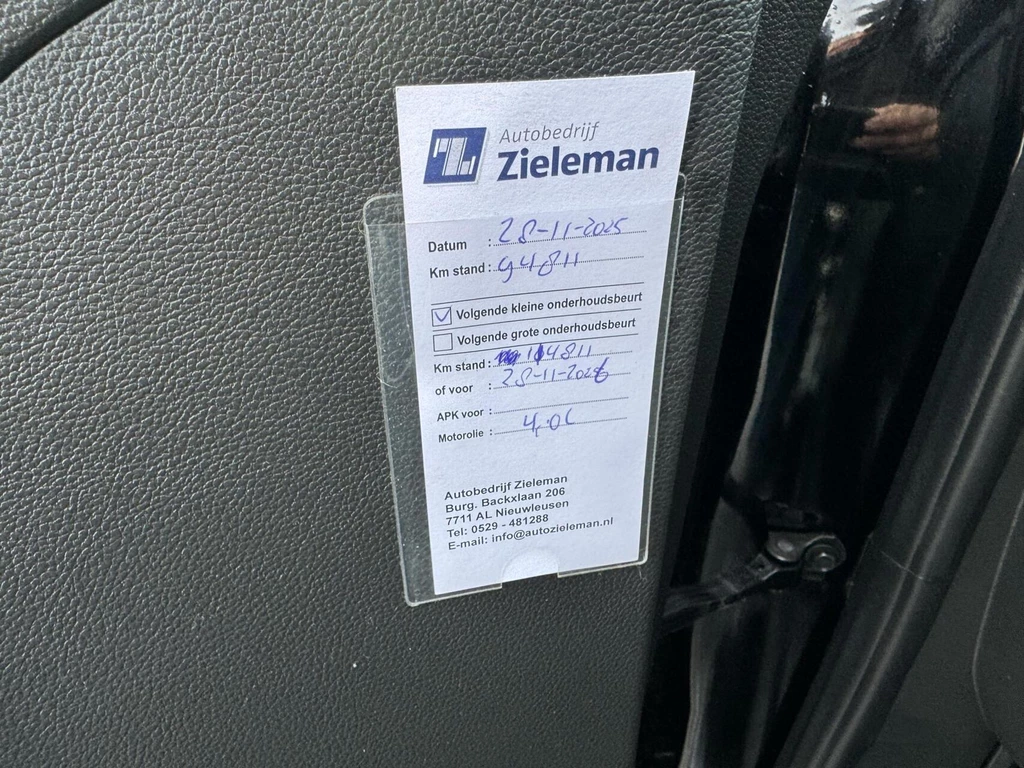 Autobedrijf
Zieleman
Datum : 28-11-2025
Km stand : 94811
Volgende kleine onderhoudsbeurt
Volgende grote onderhoudsbeurt
Km stand : 104811
of voor : 28-11-2026
APK voor :
Motorolie : 4,0L
Autobedrijf Zieleman
Burg. Backxlaan 206
7711 AL Nieuwleusen
Tel: 0529 - 481288
E-mail: info@autozieleman.nl